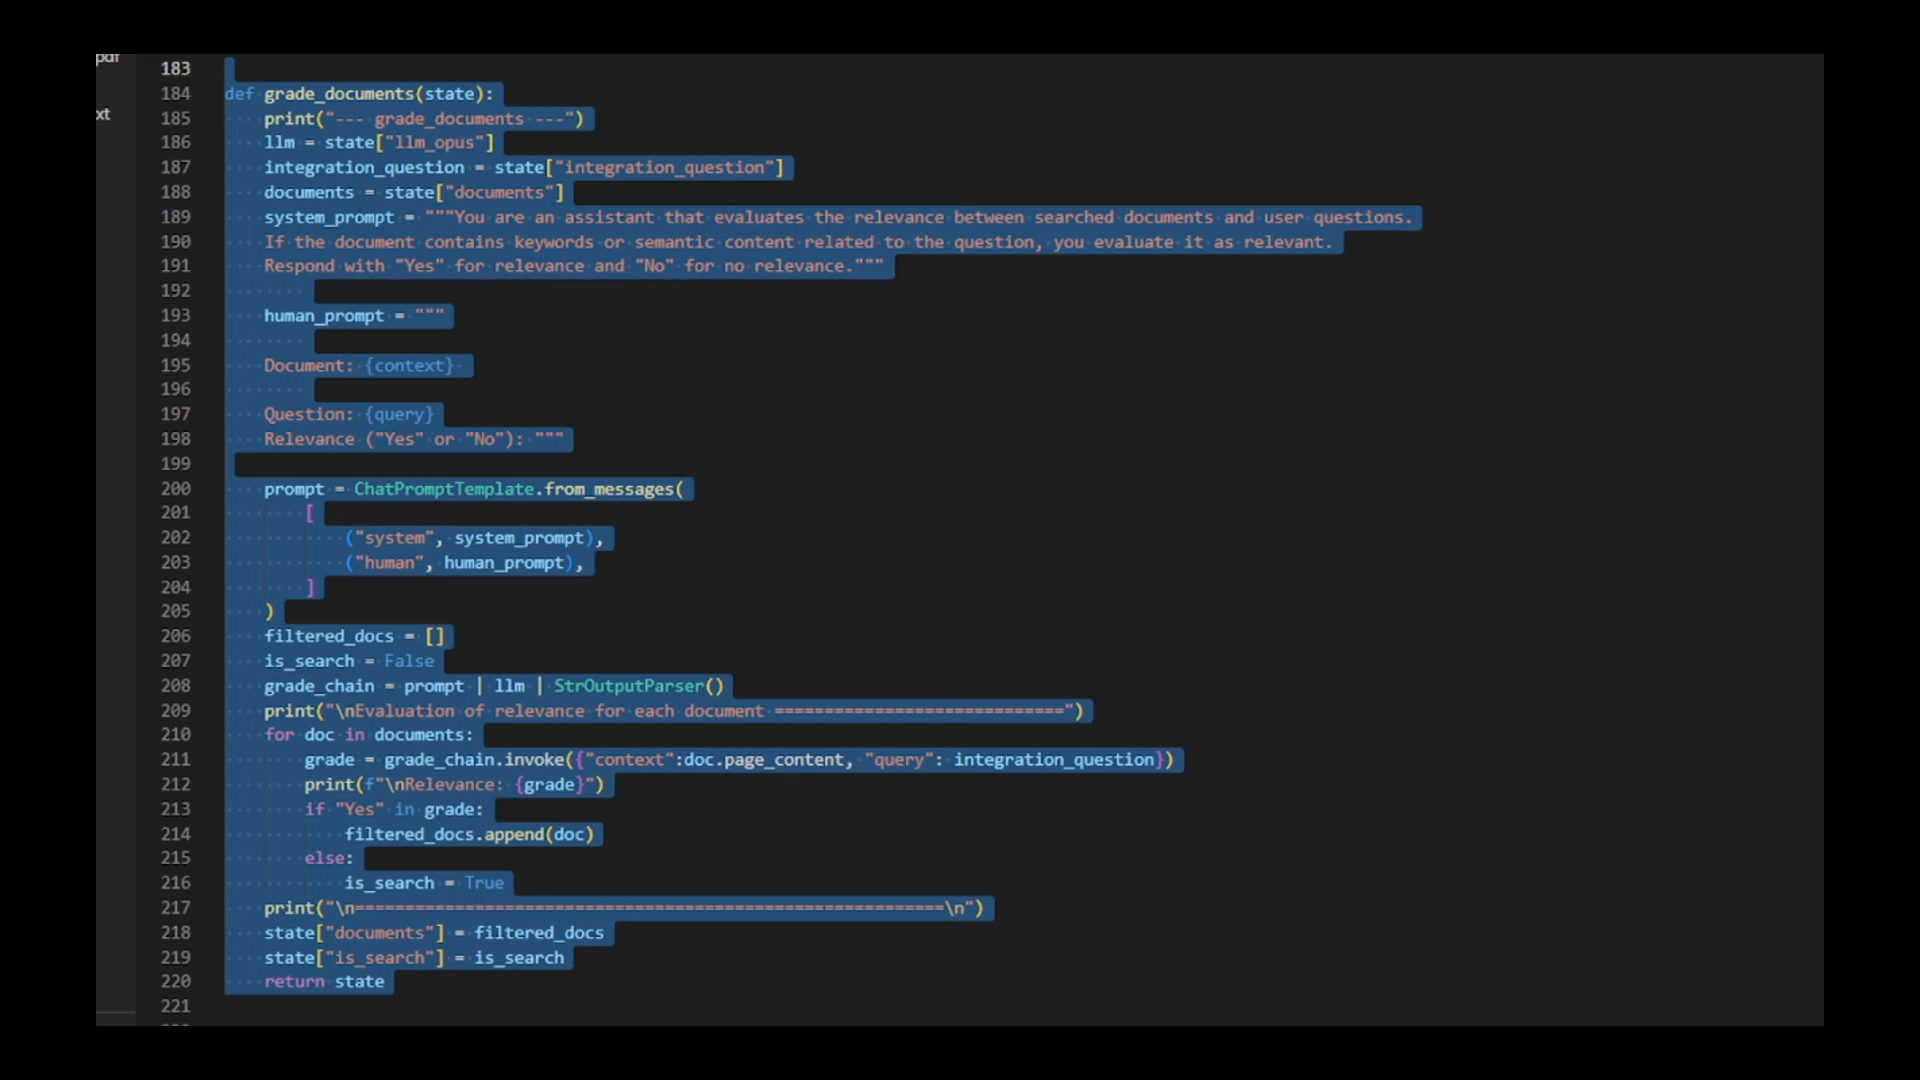 pdf
xt
183
184 def grade_documents(state):
185 print("--- grade_documents ---")
186 llm = state["llm_opus"]
187 integration_question = state["integration_question"]
188 documents = state["documents"]
189 system_prompt = """You are an assistant that evaluates the relevance between searched documents and user questions.
190 If the document contains keywords or semantic content related to the question, you evaluate it as relevant.
191 Respond with "Yes" for relevance and "No" for no relevance."""
192
193 human_prompt = """
194
195 Document: {context}
196
197 Question: {query}
198 Relevance ("Yes" or "No"): """
199
200 prompt = ChatPromptTemplate.from_messages(
201 [
202 ("system", system_prompt),
203 ("human", human_prompt),
204 ]
205 )
206 filtered_docs = []
207 is_search = False
208 grade_chain = prompt | llm | StrOutputParser()
209 print("\nEvaluation of relevance for each document =============================")
210 for doc in documents:
211 grade = grade_chain.invoke({"context":doc.page_content, "query": integration_question})
212 print(f"\nRelevance: {grade}")
213 if "Yes" in grade:
214 filtered_docs.append(doc)
215 else:
216 is_search = True
217 print("\n===========================================================\n")
218 state["documents"] = filtered_docs
219 state["is_search"] = is_search
220 return state
221